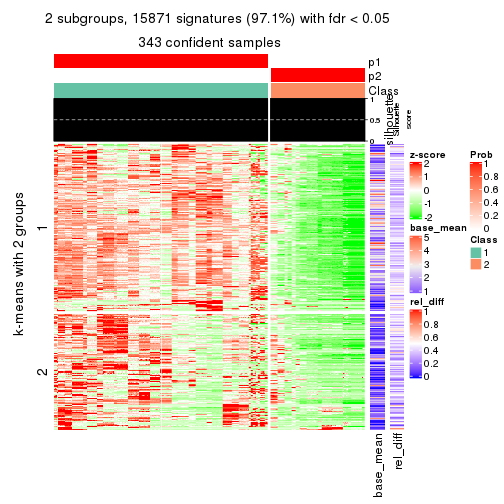 2 subgroups, 15871 signatures (97.1%) with fdr < 0.05
343 confident samples
p1
p2
Class
1
0.5
0
silhouette
Silhouette
score
k-means with 2 groups
1
2
base_mean
rel_diff
z-score
2
1
0
-1
-2
base_mean
5
4
3
2
1
rel_diff
1
0.8
0.6
0.4
0.2
0
Prob
1
0.8
0.6
0.4
0.2
0
Class
1
2